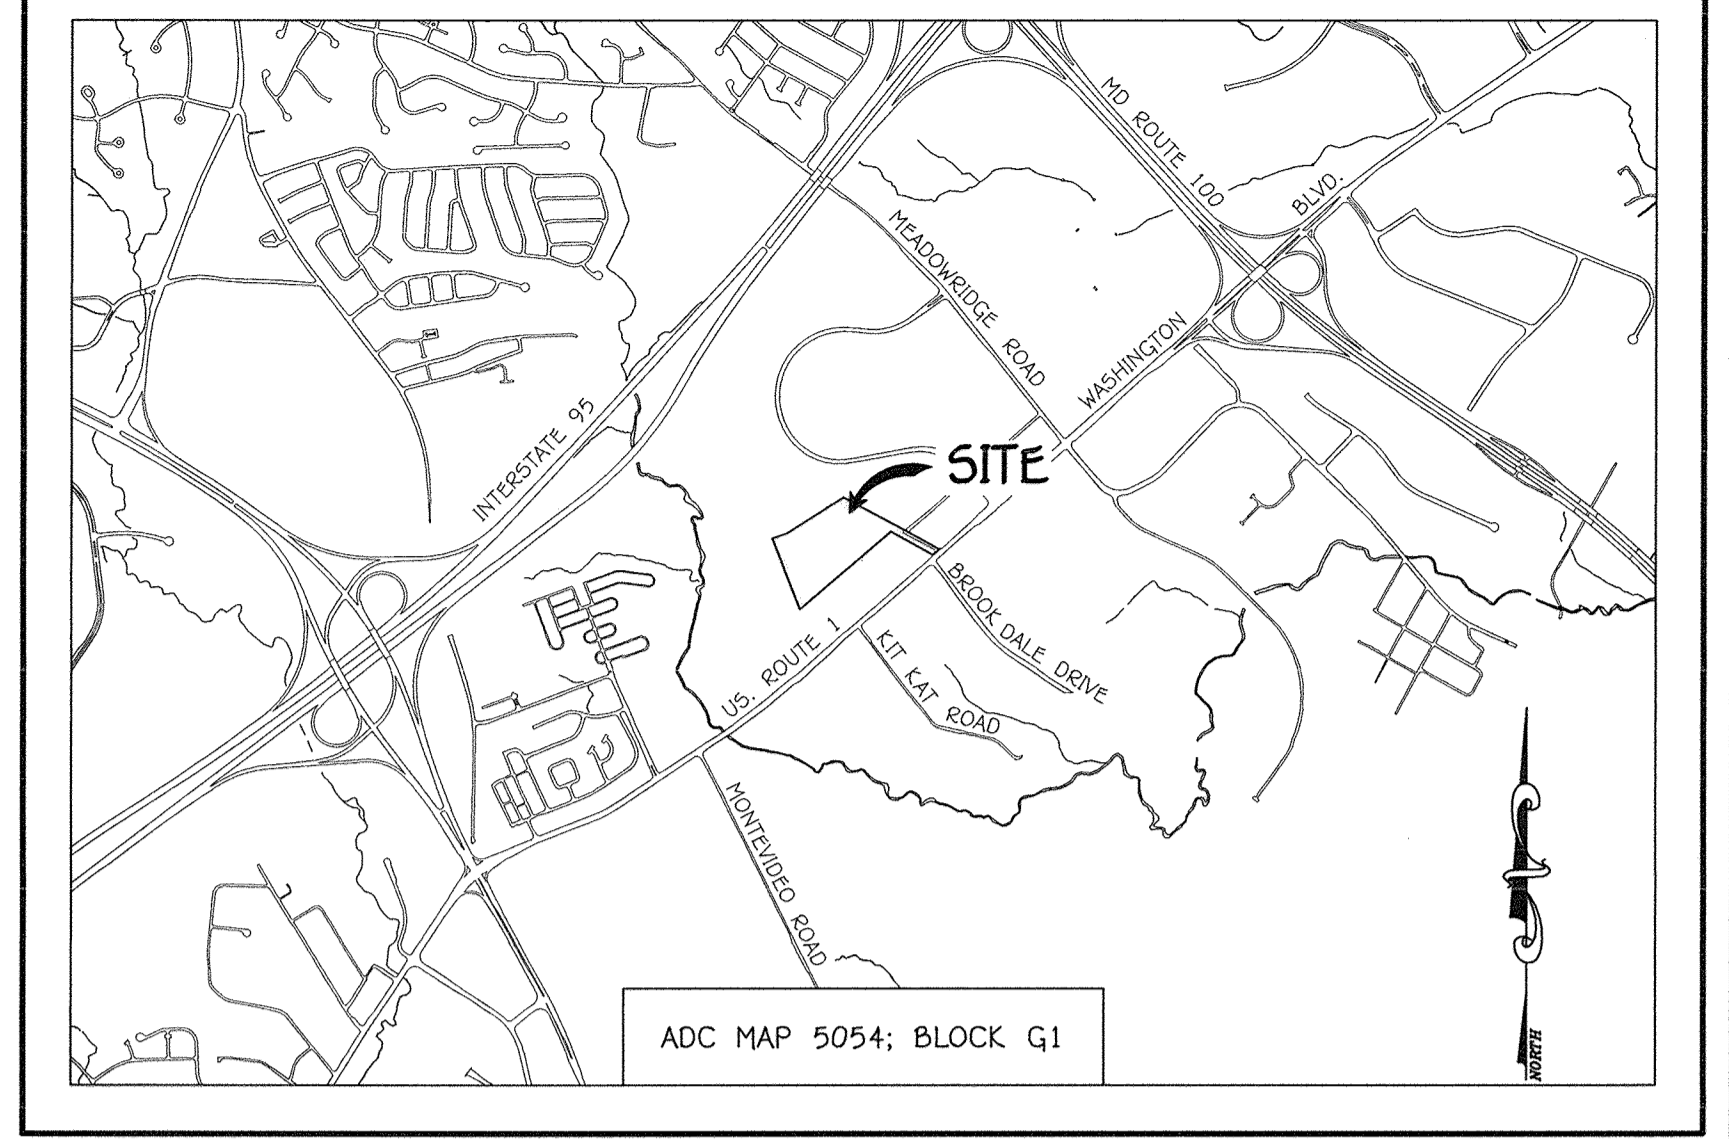 MD ROUTE 100
BLVD.
MEADOWRIDGE ROAD
WASHINGTON
INTERSTATE 95
SITE
BROOK DALE DRIVE
US. ROUTE 1
KIT KAT ROAD
MONTEVIDEO ROAD
ADC MAP 5054; BLOCK G1
NORTH